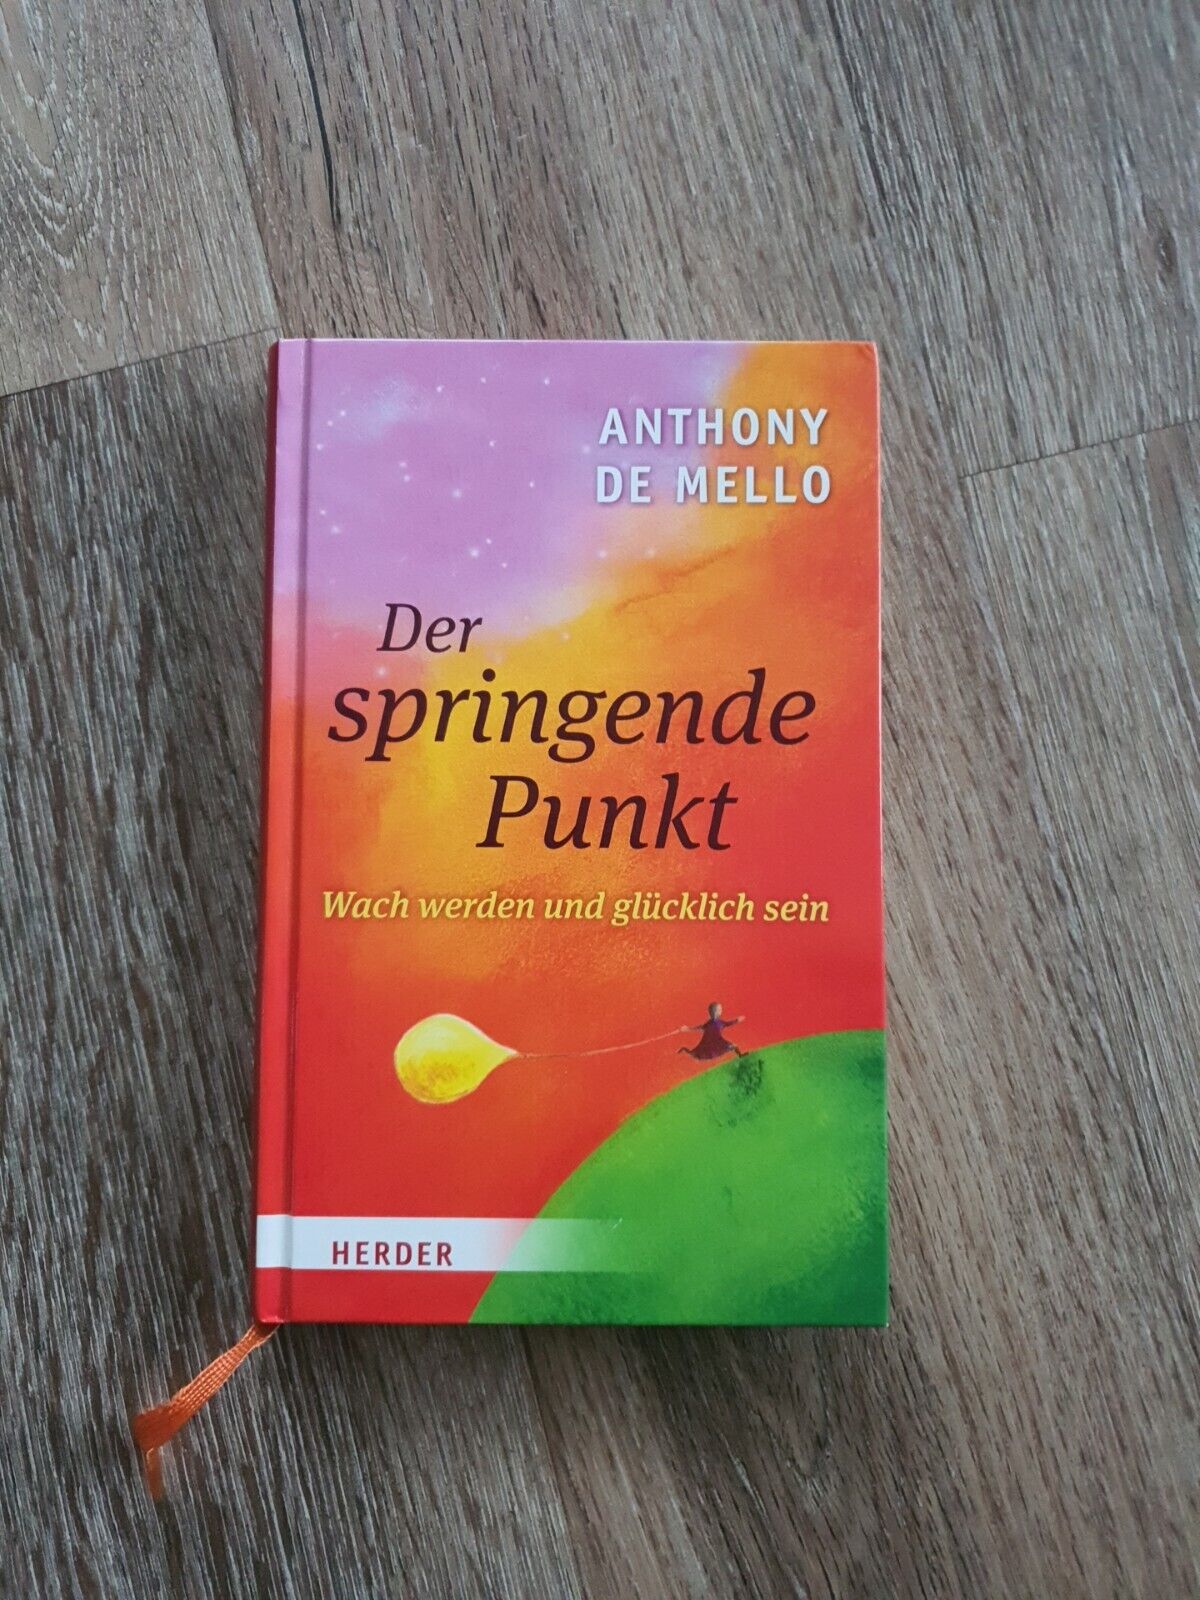 ANTHONY
DE MELLO
Der
springende
Punkt
Wach werden und glücklich sein
HERDER